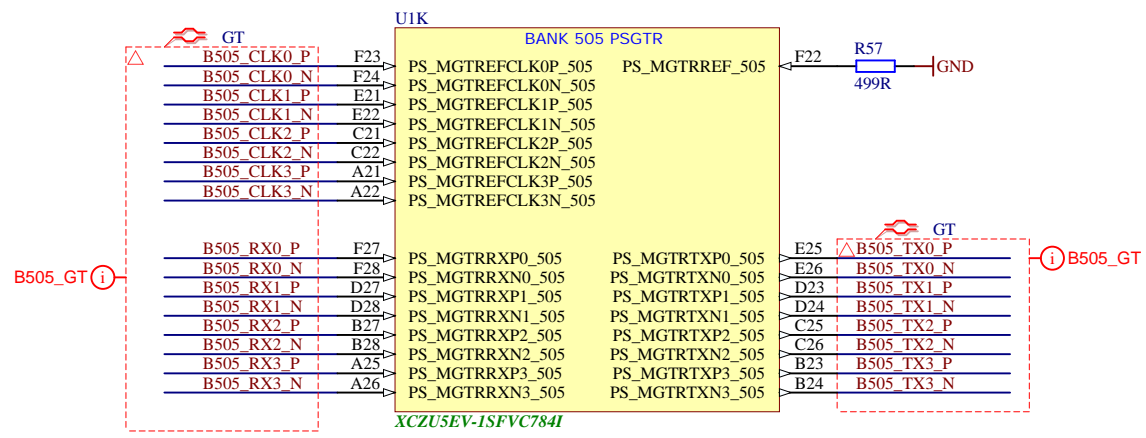 U1K
GT
BANK 505 PSGTR
B505_CLK0_P F23 PS_MGTREFCLK0P_505 PS_MGTRREF_505 F22 R57 499R GND
B505_CLK0_N F24 PS_MGTREFCLK0N_505
B505_CLK1_P E21 PS_MGTREFCLK1P_505
B505_CLK1_N E22 PS_MGTREFCLK1N_505
B505_CLK2_P C21 PS_MGTREFCLK2P_505
B505_CLK2_N C22 PS_MGTREFCLK2N_505
B505_CLK3_P A21 PS_MGTREFCLK3P_505
B505_CLK3_N A22 PS_MGTREFCLK3N_505
GT
B505_RX0_P F27 PS_MGTRRXP0_505 PS_MGTRTXP0_505 E25 B505_TX0_P
B505_GT i B505_RX0_N F28 PS_MGTRRXN0_505 PS_MGTRTXN0_505 E26 B505_TX0_N i B505_GT
B505_RX1_P D27 PS_MGTRRXP1_505 PS_MGTRTXP1_505 D23 B505_TX1_P
B505_RX1_N D28 PS_MGTRRXN1_505 PS_MGTRTXN1_505 D24 B505_TX1_N
B505_RX2_P B27 PS_MGTRRXP2_505 PS_MGTRTXP2_505 C25 B505_TX2_P
B505_RX2_N B28 PS_MGTRRXN2_505 PS_MGTRTXN2_505 C26 B505_TX2_N
B505_RX3_P A25 PS_MGTRRXP3_505 PS_MGTRTXP3_505 B23 B505_TX3_P
B505_RX3_N A26 PS_MGTRRXN3_505 PS_MGTRTXN3_505 B24 B505_TX3_N
XCZU5EV-1SFVC784I